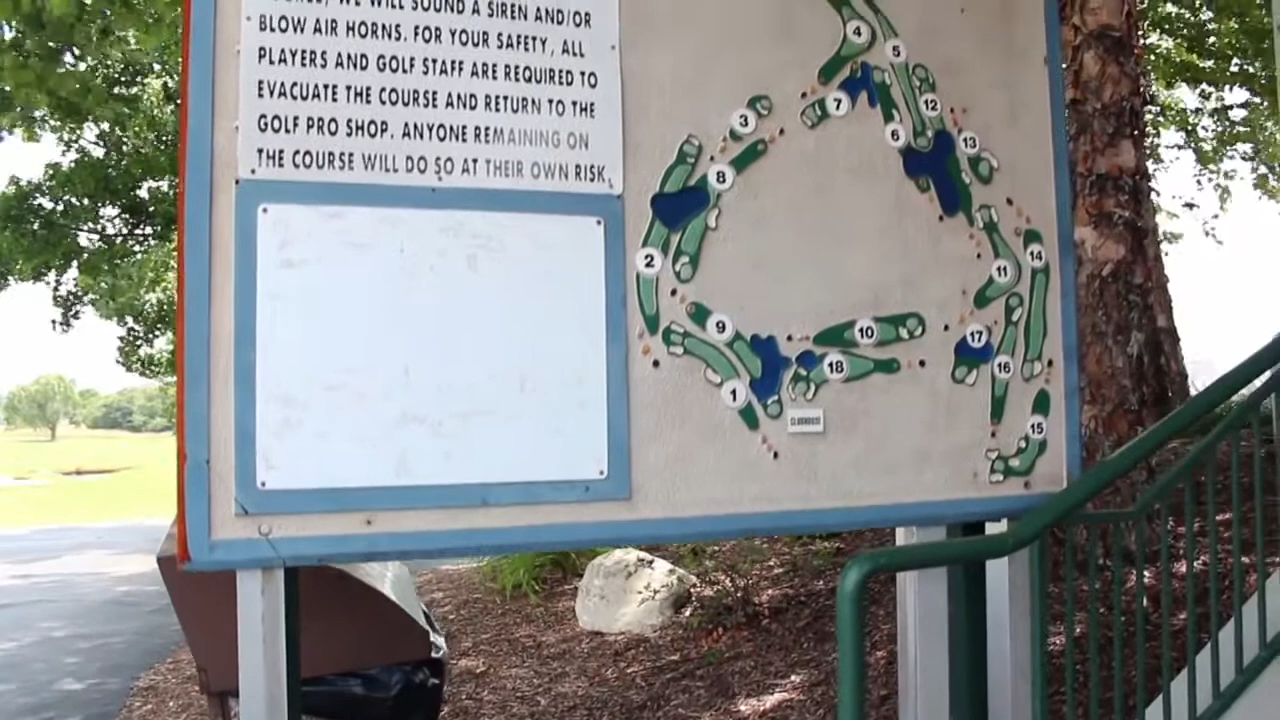 WE WILL SOUND A SIREN AND/OR
BLOW AIR HORNS. FOR YOUR SAFETY, ALL
PLAYERS AND GOLF STAFF ARE REQUIRED TO
EVACUATE THE COURSE AND RETURN TO THE
GOLF PRO SHOP. ANYONE REMAINING ON
THE COURSE WILL DO SO AT THEIR OWN RISK.
4
5
7
12
3
6
13
8
2
14
11
9
10
17
18
16
1
CLUBHOUSE
15